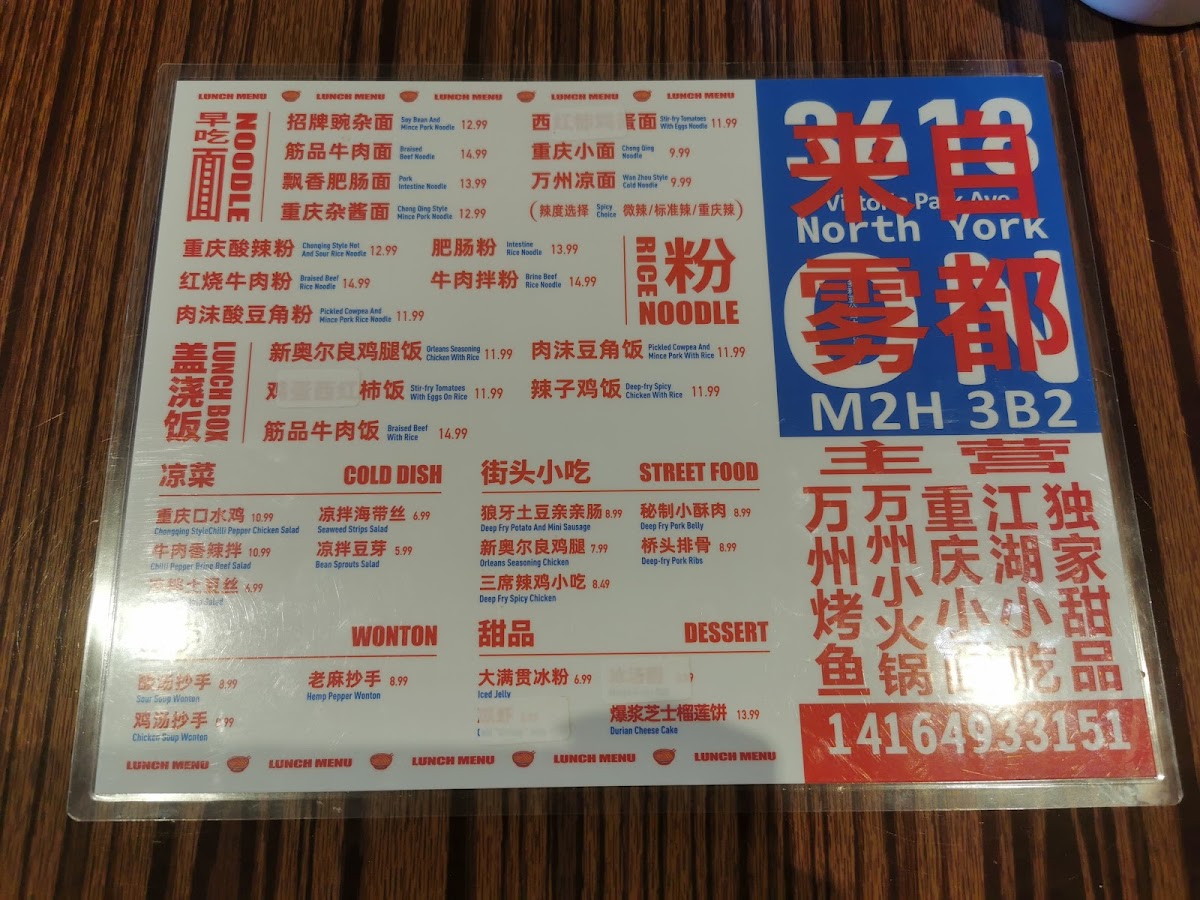 LUNCH MENU LUNCH MENU LUNCH MENU LUNCH MENU LUNCH MENU
早吃面
NOODLE
招牌豌杂面 Soy Bean And Mince Pork Noodle 12.99
筋品牛肉面 Braised Beef Noodle 14.99
飘香肥肠面 Pork Intestine Noodle 13.99
重庆杂酱面 Chong Qing Style Mince Pork Noodle 12.99
西 蛋面 Stir-fry Tomatoes With Eggs Noodle 11.99
重庆小面 Chong Qing Noodle 9.99
万州凉面 Wan Zhou Style Cold Noodle 9.99
(辣度选择 Spicy Choice 微辣/标准辣/重庆辣)
重庆酸辣粉 Chonqing Style Hot And Sour Rice Noodle 12.99
红烧牛肉粉 Braised Beef Rice Noodle 14.99
肉沫酸豆角粉 Pickled Cowpea And Mince Pork Rice Noodle 11.99
肥肠粉 Intestine Rice Noodle 13.99
牛肉拌粉 Brine Beef Rice Noodle 14.99
粉
RICE NOODLE
盖浇饭
LUNCH BOX
新奥尔良鸡腿饭 Orleans Seasoning Chicken With Rice 11.99
柿饭 Stir-fry Tomatoes With Eggs On Rice 11.99
筋品牛肉饭 Braised Beef With Rice 14.99
肉沫豆角饭 Pickled Cowpea And Mince Pork With Rice 11.99
辣子鸡饭 Deep-fry Spicy Chicken With Rice 11.99
凉菜 COLD DISH
重庆口水鸡 10.99
Chongqing StyleChilli Pepper Chicken Salad
牛肉香辣拌 10.99
Chilli Pepper Brine Beef Salad
土豆丝 4.99
Salad
凉拌海带丝 6.99
Seaweed Strips Salad
凉拌豆芽 5.99
Bean Sprouts Salad
街头小吃 STREET FOOD
狼牙土豆亲亲肠 8.99
Deep Fry Potato And Mini Sausage
新奥尔良鸡腿 7.99
Orleans Seasoning Chicken
三席辣鸡小吃 8.49
Deep Fry Spicy Chicken
秘制小酥肉 8.99
Deep Fry Pork Belly
桥头排骨 8.99
Deep-fry Pork Ribs
WONTON
酸汤抄手 8.99
Sour Soup Wonton
鸡汤抄手
Chicken Soup Wonton
老麻抄手 8.99
Hemp Pepper Wonton
甜品 DESSERT
大满贯冰粉 6.99
Iced Jelly
爆浆芝士榴莲饼 13.99
Durian Cheese Cake
LUNCH MENU LUNCH MENU LUNCH MENU LUNCH MENU LUNCH MENU
来自
雾都
Victoria Park Ave
North York
ON
M2H 3B2
主营
万州烤鱼
万州小火锅
重庆小面
江湖小吃
独家甜品
14164933151